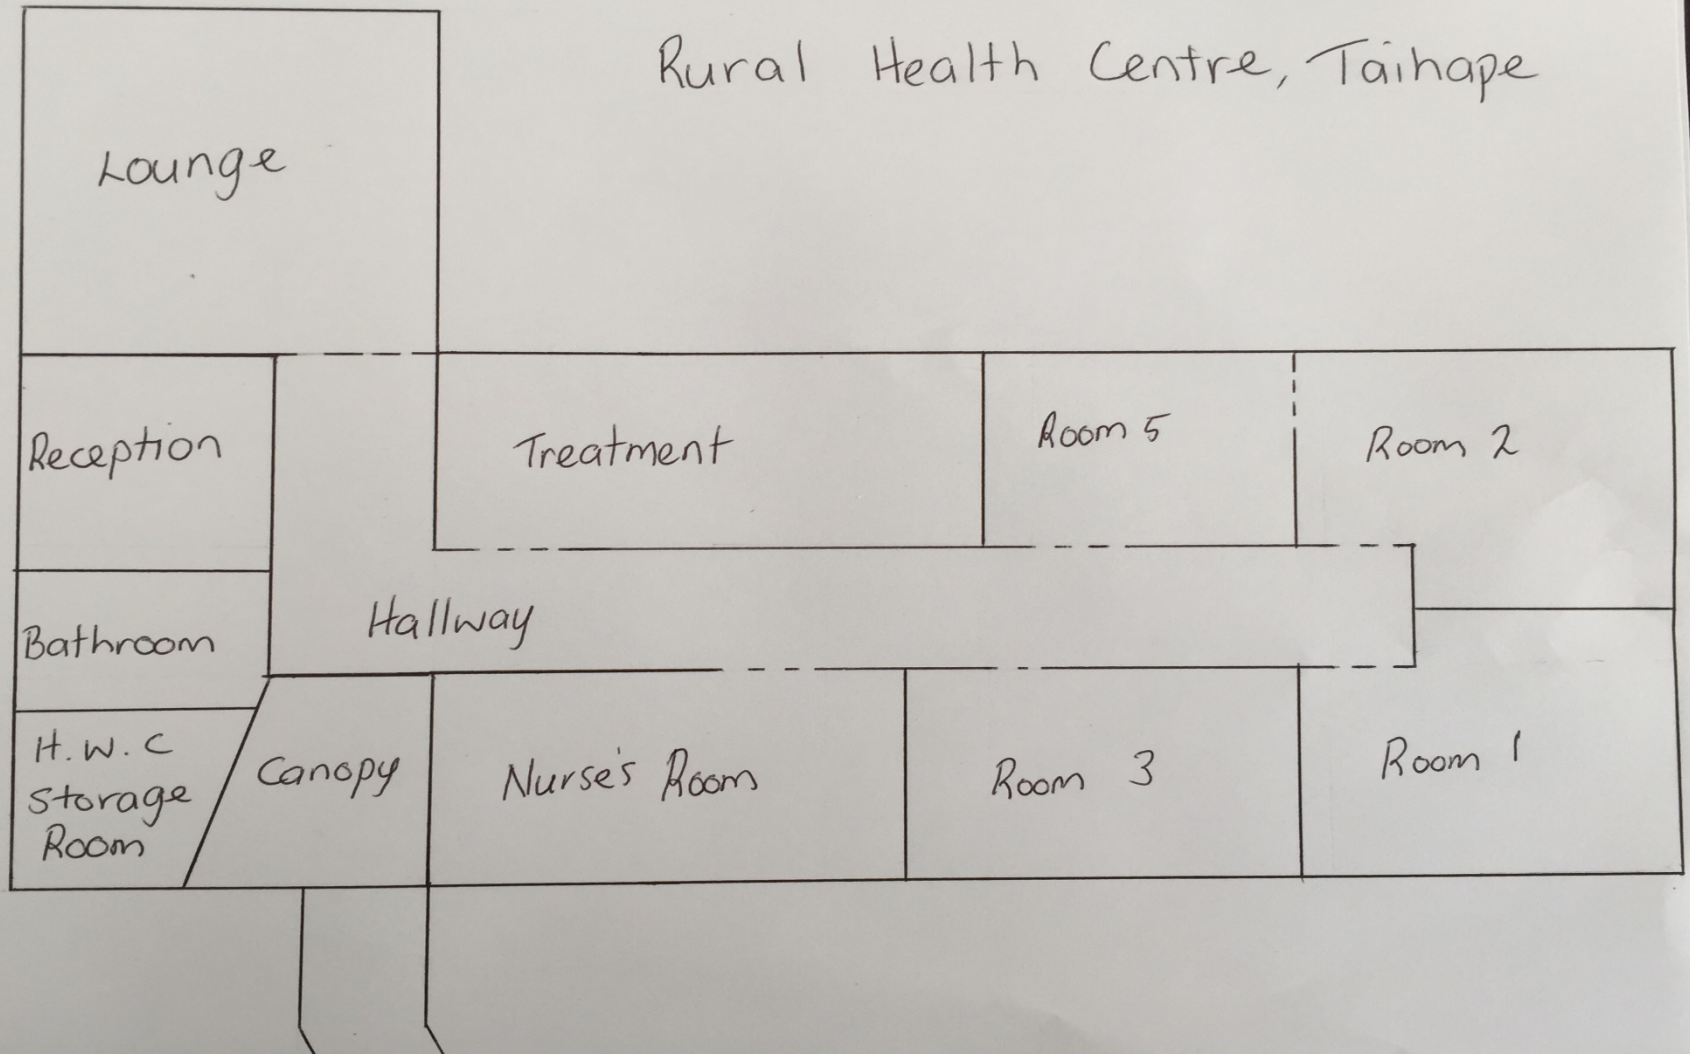 Rural Health Centre, Taihape
Lounge
Reception
Treatment
Room 5
Room 2
Hallway
Bathroom
H.W.C
Storage
Room
Canopy
Nurse's Room
Room 3
Room 1